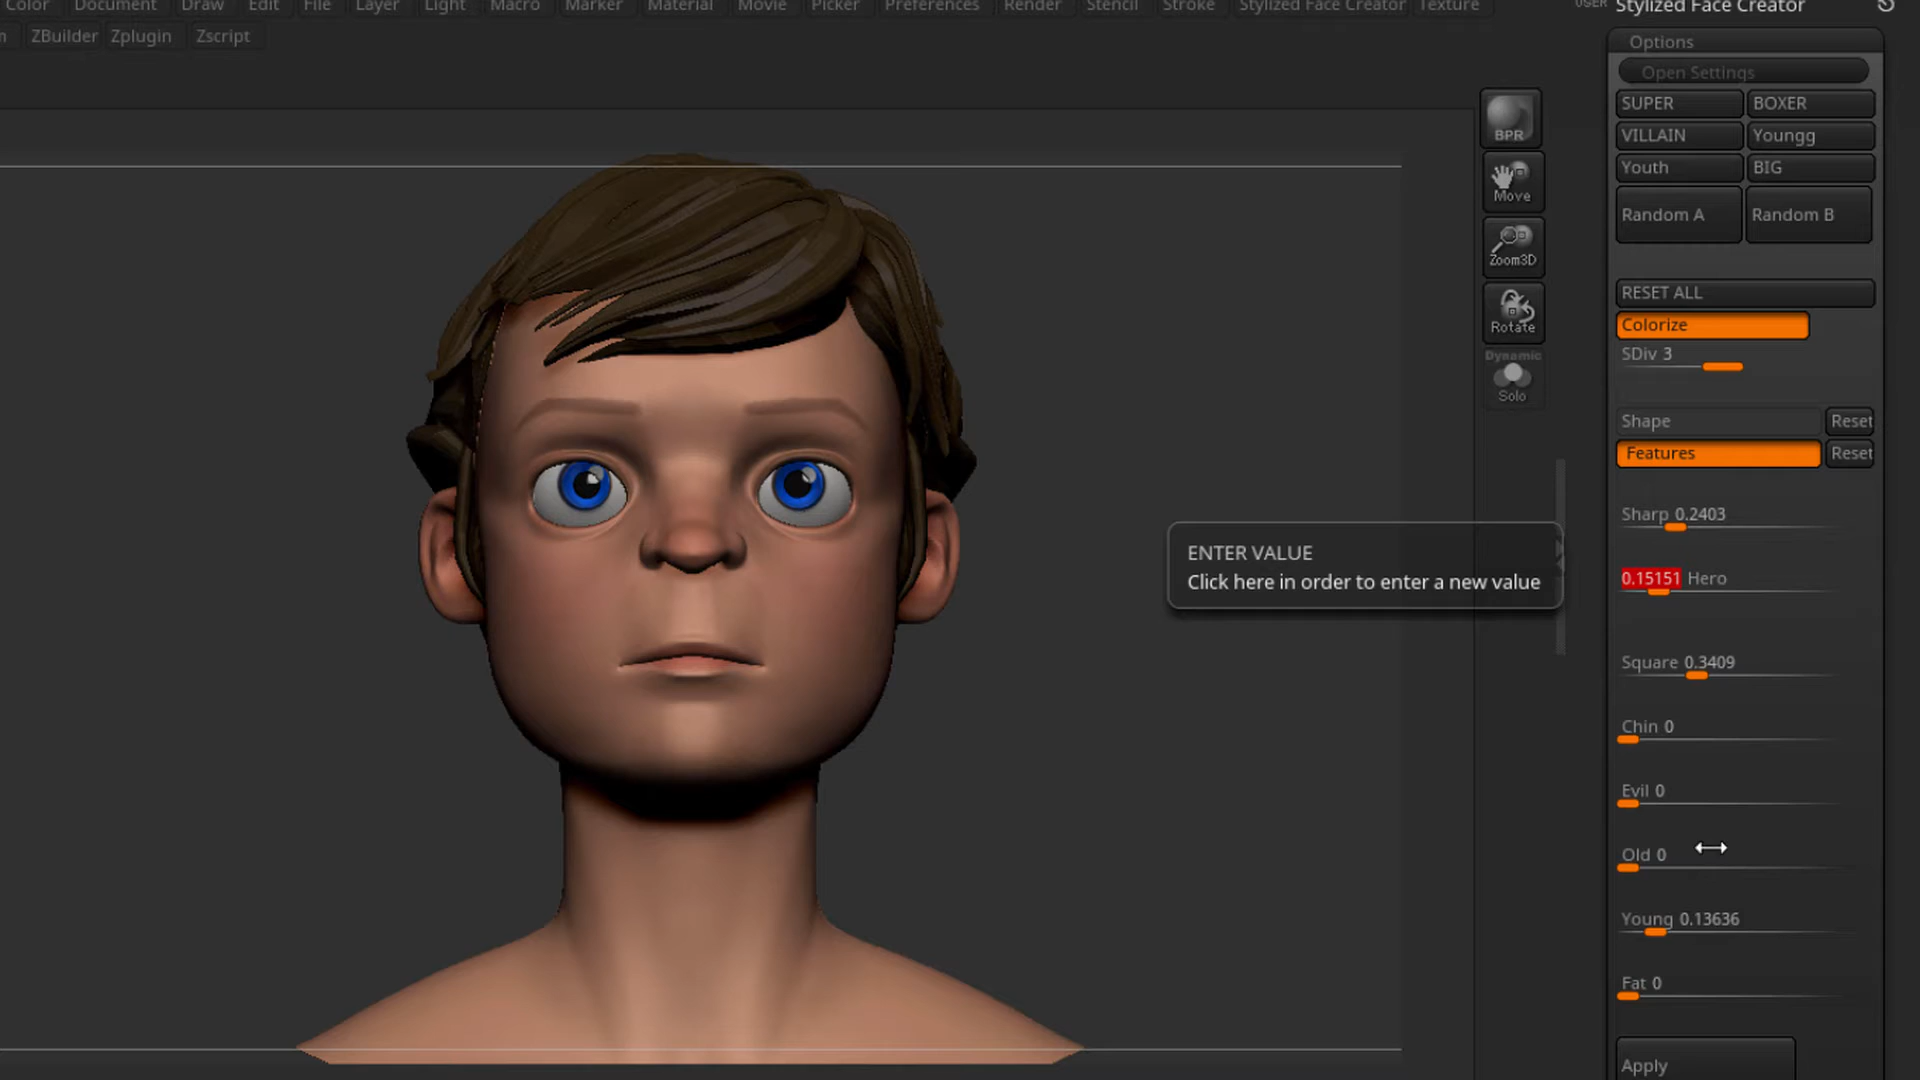 Color Document Draw Edit File Layer Light Macro Marker Material Movie Picker Preferences Render Stencil Stroke Stylized Face Creator Texture
ZBuilder Zplugin Zscript
USER Stylized Face Creator
Options
Open Settings
SUPER BOXER
VILLAIN Youngg
Youth BIG
Random A Random B
RESET ALL
Colorize
SDiv 3
Shape Reset
Features Reset
Sharp 0.2403
0.15151 Hero
Square 0.3409
Chin 0
Evil 0
Old 0
Young 0.13636
Fat 0
Apply
BPR
Move
Zoom3D
Rotate
Dynamic
Solo
ENTER VALUE
Click here in order to enter a new value